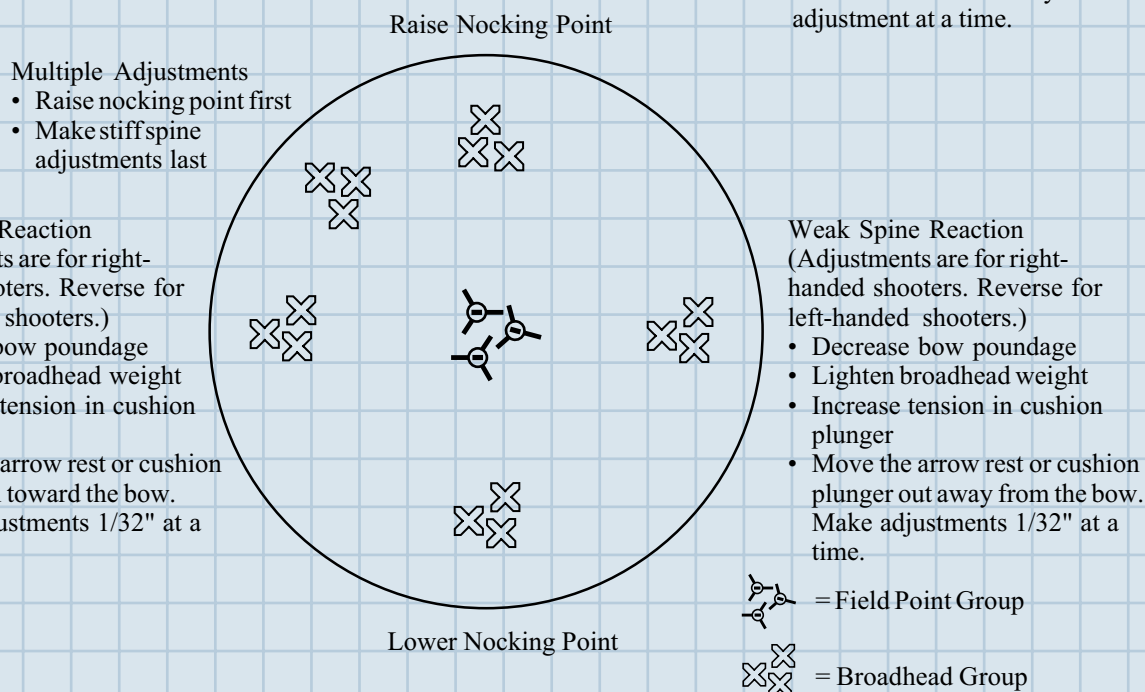 adjustment at a time.
Raise Nocking Point
Multiple Adjustments
• Raise nocking point first
• Make stiff spine
adjustments last
Reaction
are for right-
Reverse for
shooters.)
bow poundage
broadhead weight
tension in cushion
arrow rest or cushion
toward the bow.
1/32" at a
Weak Spine Reaction
(Adjustments are for right-
handed shooters. Reverse for
left-handed shooters.)
• Decrease bow poundage
• Lighten broadhead weight
• Increase tension in cushion
plunger
• Move the arrow rest or cushion
plunger out away from the bow.
Make adjustments 1/32" at a
time.
Lower Nocking Point
= Field Point Group
= Broadhead Group